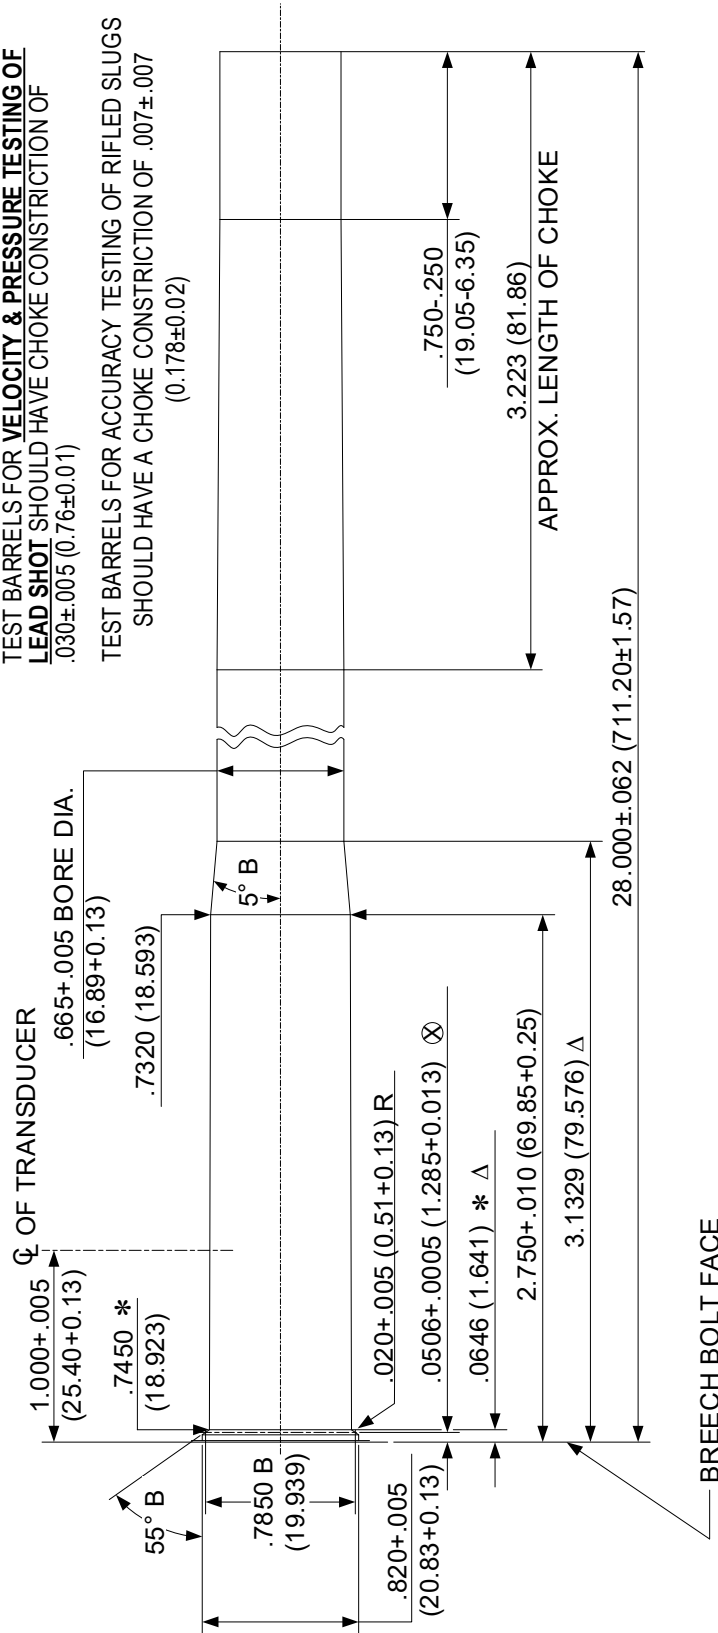 TEST BARRELS FOR VELOCITY & PRESSURE TESTING OF
LEAD SHOT SHOULD HAVE CHOKE CONSTRICTION OF
.030±.005 (0.76±0.01)
TEST BARRELS FOR ACCURACY TESTING OF RIFLED SLUGS
SHOULD HAVE A CHOKE CONSTRICTION OF .007±.007
(0.178±0.02)
℄ OF TRANSDUCER
1.000+.005
(25.40+0.13)
.665+.005 BORE DIA.
(16.89+0.13)
.7450 *
(18.923)
.7320 (18.593)
55° B
5° B
.7850 B
(19.939)
.820+.005
(20.83+0.13)
.020+.005 (0.51+0.13) R
.0506+.0005 (1.285+0.013) ⊗
.0646 (1.641) * Δ
2.750+.010 (69.85+0.25)
3.1329 (79.576) Δ
.750-.250
(19.05-6.35)
3.223 (81.86)
APPROX. LENGTH OF CHOKE
28.000±.062 (711.20±1.57)
BREECH BOLT FACE